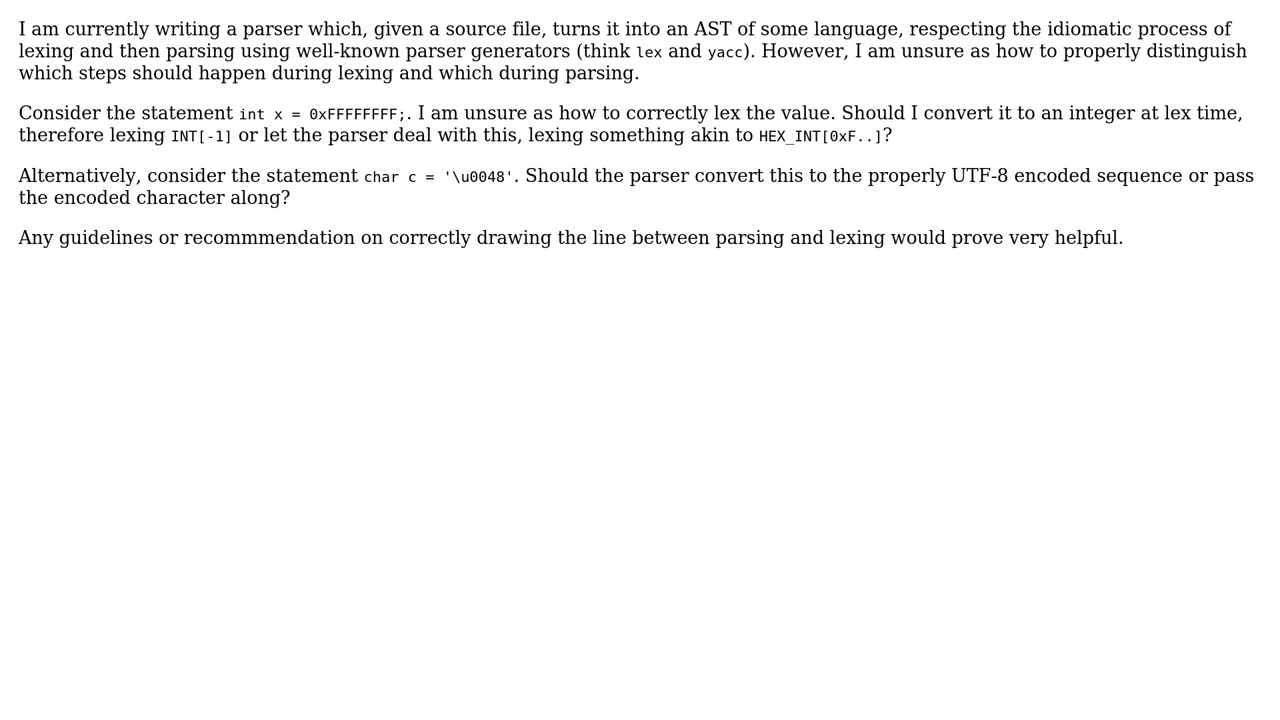 I am currently writing a parser which, given a source file, turns it into an AST of some language, respecting the idiomatic process of
lexing and then parsing using well-known parser generators (think lex and yacc). However, I am unsure as how to properly distinguish
which steps should happen during lexing and which during parsing.
Consider the statement int x = 0xFFFFFFFF;. I am unsure as how to correctly lex the value. Should I convert it to an integer at lex time,
therefore lexing INT[-1] or let the parser deal with this, lexing something akin to HEX_INT[0xF..]?
Alternatively, consider the statement char c = '\u0048'. Should the parser convert this to the properly UTF-8 encoded sequence or pass
the encoded character along?
Any guidelines or recommmendation on correctly drawing the line between parsing and lexing would prove very helpful.